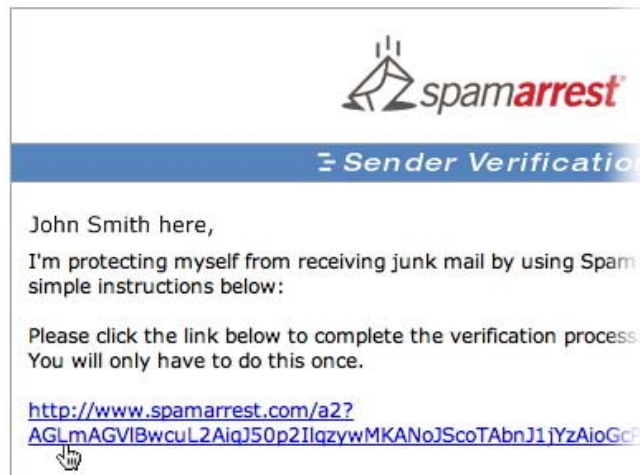 spamarrest
Sender Verification
John Smith here,
I'm protecting myself from receiving junk mail by using Spam
simple instructions below:
Please click the link below to complete the verification process.
You will only have to do this once.
http://www.spamarrest.com/a2?